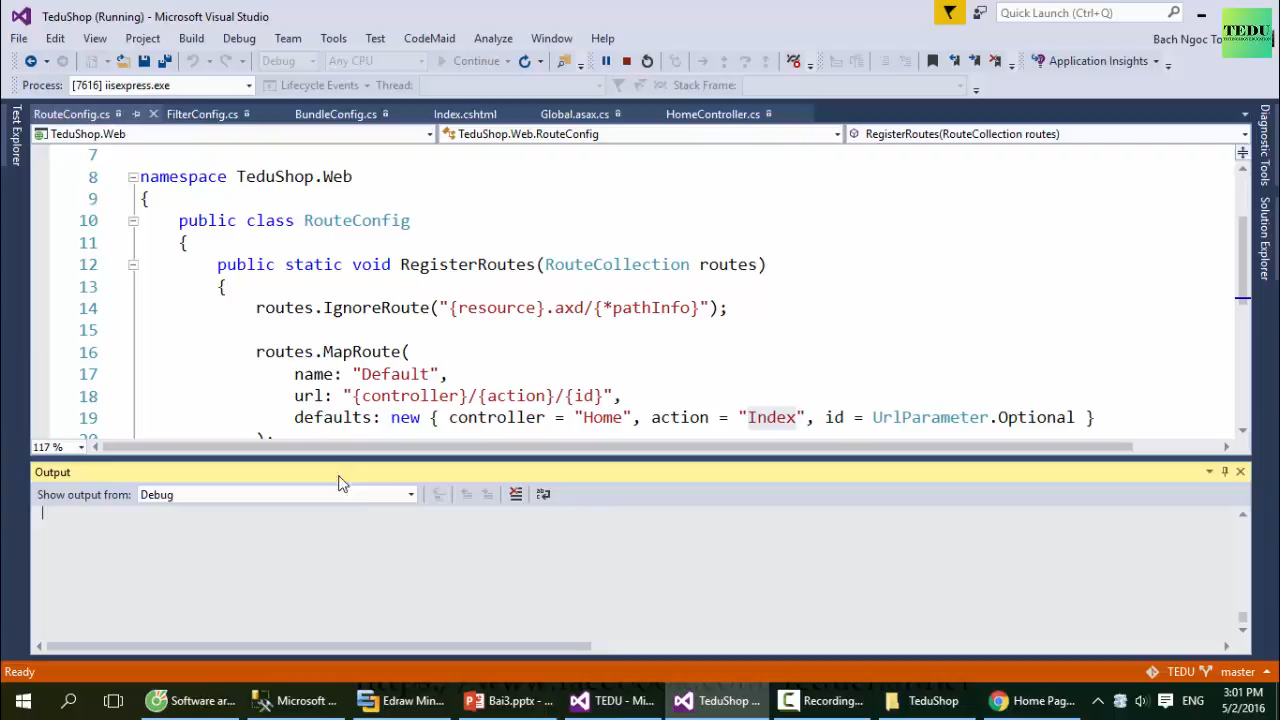 TeduShop (Running) - Microsoft Visual Studio
Quick Launch (Ctrl+Q)
TEDU
File Edit View Project Build Debug Team Tools Test CodeMaid Analyze Window Help
Bach Ngoc To
Debug Any CPU Continue Application Insights
Process: [7616] iisexpress.exe Lifecycle Events Thread: Stack Frame:
RouteConfig.cs FilterConfig.cs BundleConfig.cs Index.cshtml Global.asax.cs HomeController.cs
TeduShop.Web TeduShop.Web.RouteConfig RegisterRoutes(RouteCollection routes)
Test Explorer
Diagnostic Tools
Solution Explorer
7
8 namespace TeduShop.Web
9 {
10 public class RouteConfig
11 {
12 public static void RegisterRoutes(RouteCollection routes)
13 {
14 routes.IgnoreRoute("{resource}.axd/{*pathInfo}");
15
16 routes.MapRoute(
17 name: "Default",
18 url: "{controller}/{action}/{id}",
19 defaults: new { controller = "Home", action = "Index", id = UrlParameter.Optional }
117 %
Output
Show output from: Debug
Ready
TEDU master
Software ar... Microsoft ... Edraw Min... Bai3.pptx - ... TEDU - Mi... TeduShop ... Recording... TeduShop Home Pag... ENG
3:01 PM
5/2/2016